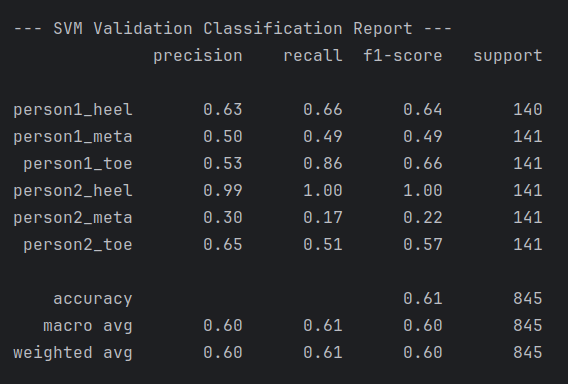 --- SVM Validation Classification Report ---
precision recall f1-score support
person1_heel 0.63 0.66 0.64 140
person1_meta 0.50 0.49 0.49 141
person1_toe 0.53 0.86 0.66 141
person2_heel 0.99 1.00 1.00 141
person2_meta 0.30 0.17 0.22 141
person2_toe 0.65 0.51 0.57 141
accuracy 0.61 845
macro avg 0.60 0.61 0.60 845
weighted avg 0.60 0.61 0.60 845